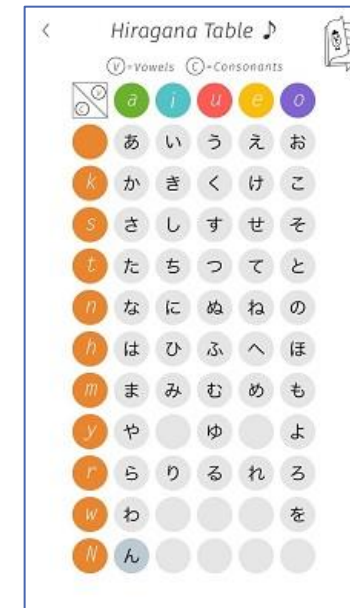 Hiragana Table ♪
V=Vowels C=Consonants
C V a i u e o
あ い う え お
k か き く け こ
s さ し す せ そ
t た ち つ て と
n な に ぬ ね の
h は ひ ふ へ ほ
m ま み む め も
y や ゆ よ
r ら り る れ ろ
w わ を
N ん